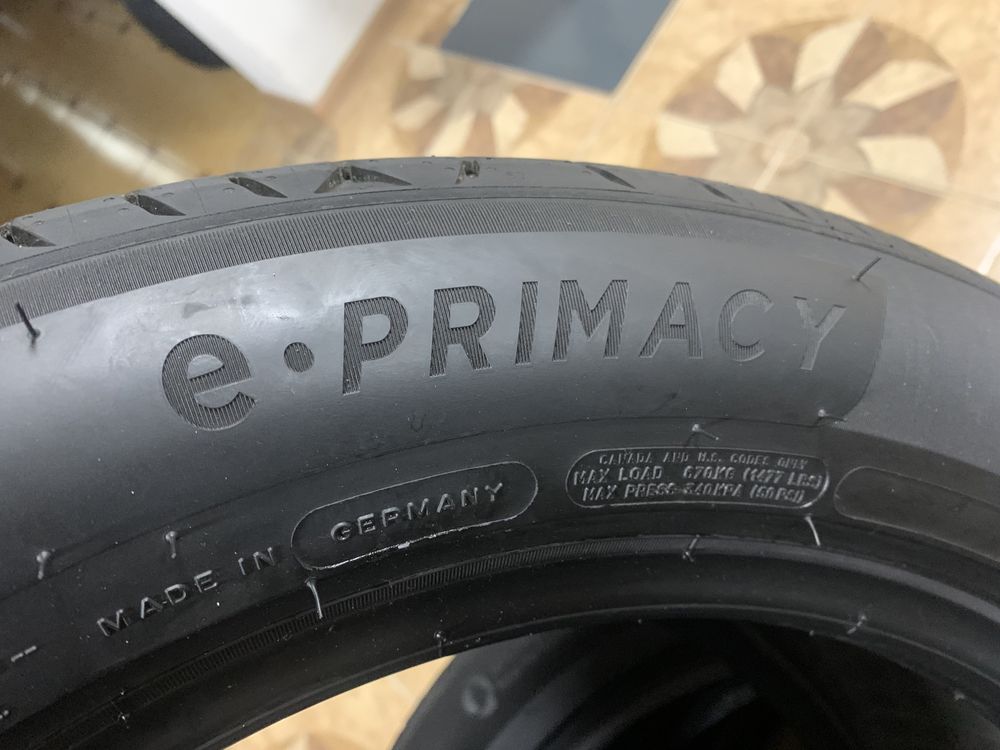 e•PRIMACY
MADE IN GERMANY
CANADA AND U.S. CODES ONLY
MAX LOAD 670KG (1477 LBS)
MAX PRESS 340KPA (50PSI)